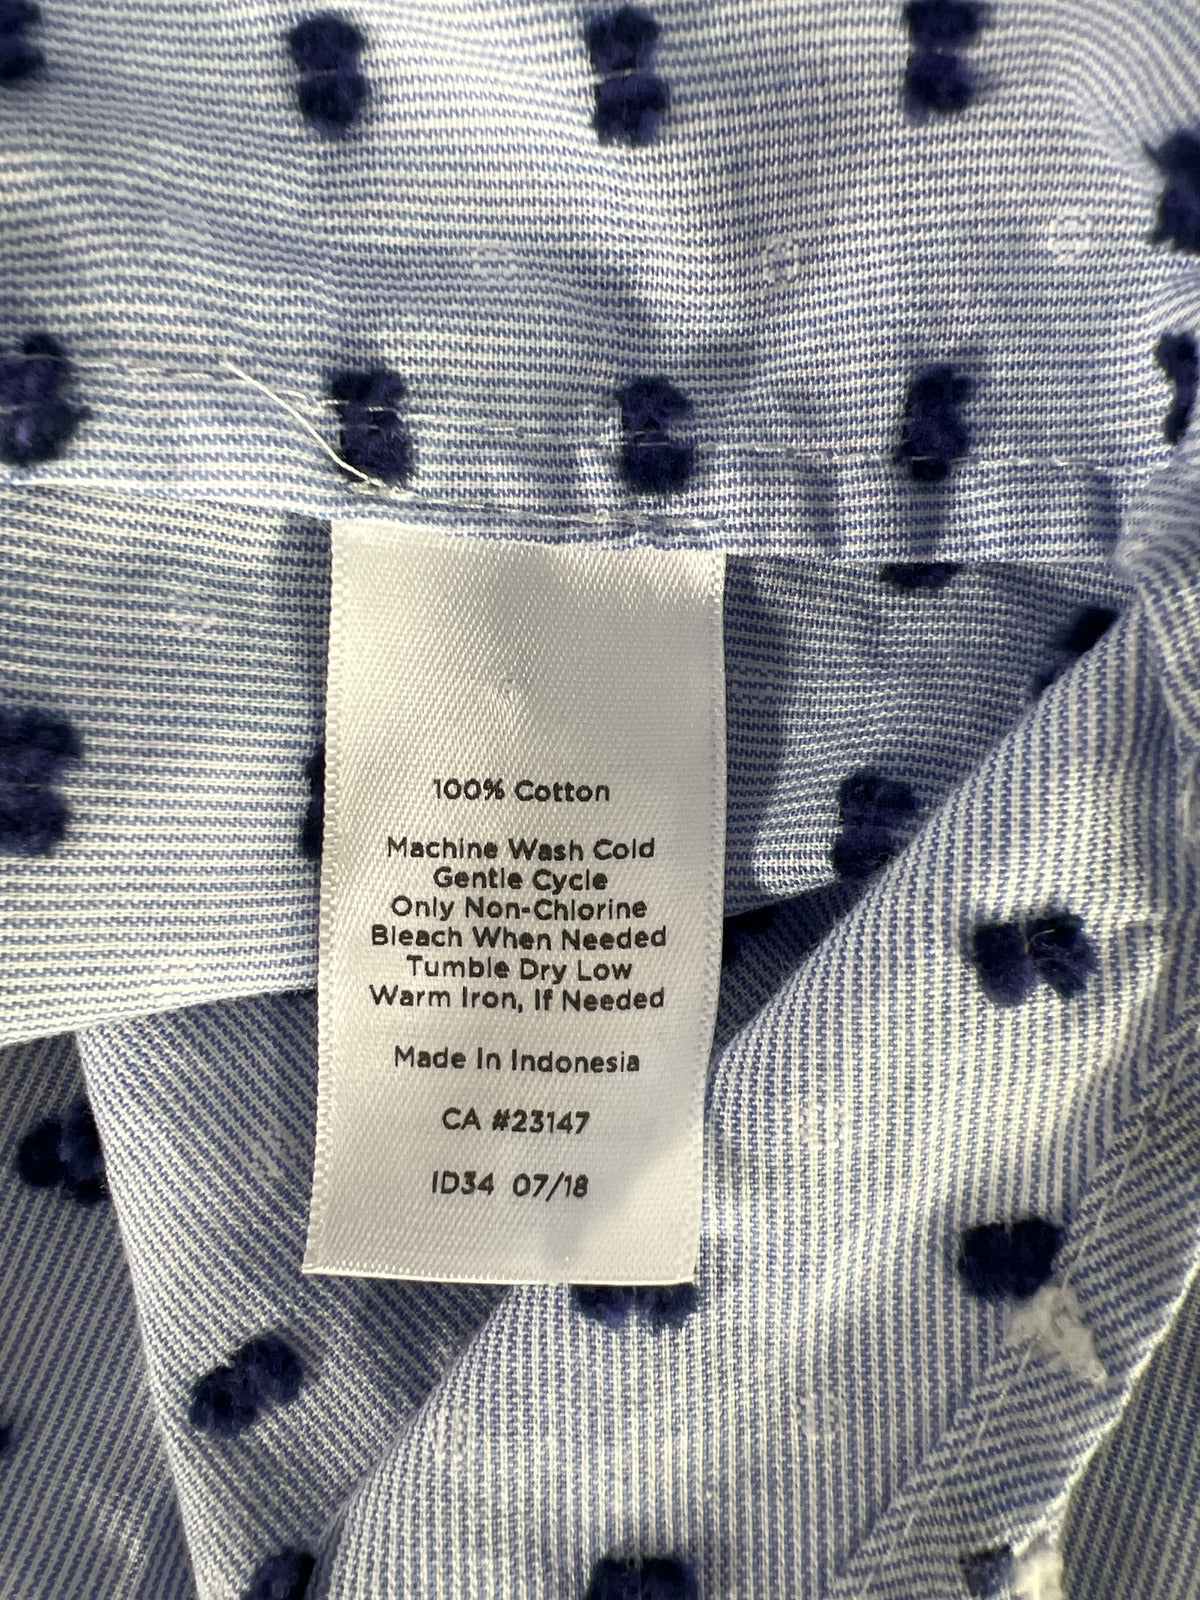 100% Cotton
Machine Wash Cold
Gentle Cycle
Only Non-Chlorine
Bleach When Needed
Tumble Dry Low
Warm Iron, If Needed
Made In Indonesia
CA #23147
ID34 07/18